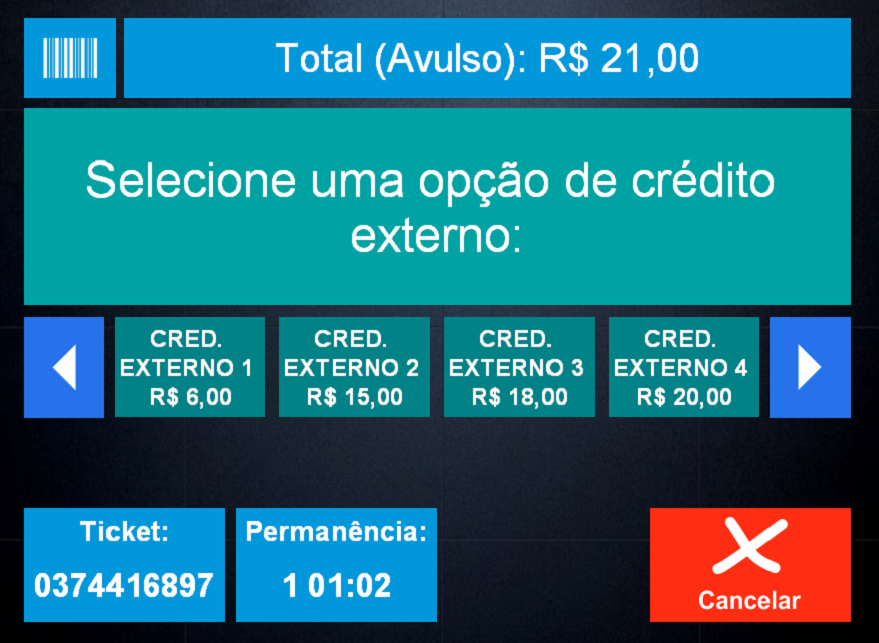 Total (Avulso): R$ 21,00
Selecione uma opção de crédito
externo:
CRED.
EXTERNO 1
R$ 6,00
CRED.
EXTERNO 2
R$ 15,00
CRED.
EXTERNO 3
R$ 18,00
CRED.
EXTERNO 4
R$ 20,00
Ticket:
0374416897
Permanência:
1 01:02
Cancelar